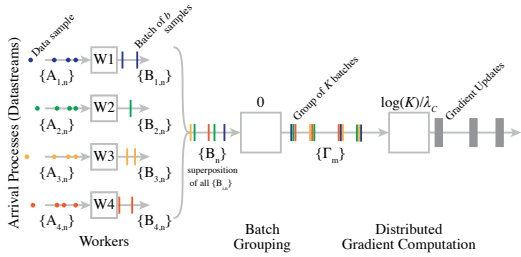 Arrival Processes (Datastreams)
Data sample
Batch of b
samples
W1
{A1,n}
{B1,n}
W2
{A2,n}
{B2,n}
W3
{A3,n}
{B3,n}
W4
{A4,n}
{B4,n}
Workers
{Bn}
superposition
of all {Bi,n}
0
Batch
Grouping
Group of K batches
{Γm}
log(K)/λC
Gradient Updates
Distributed
Gradient Computation